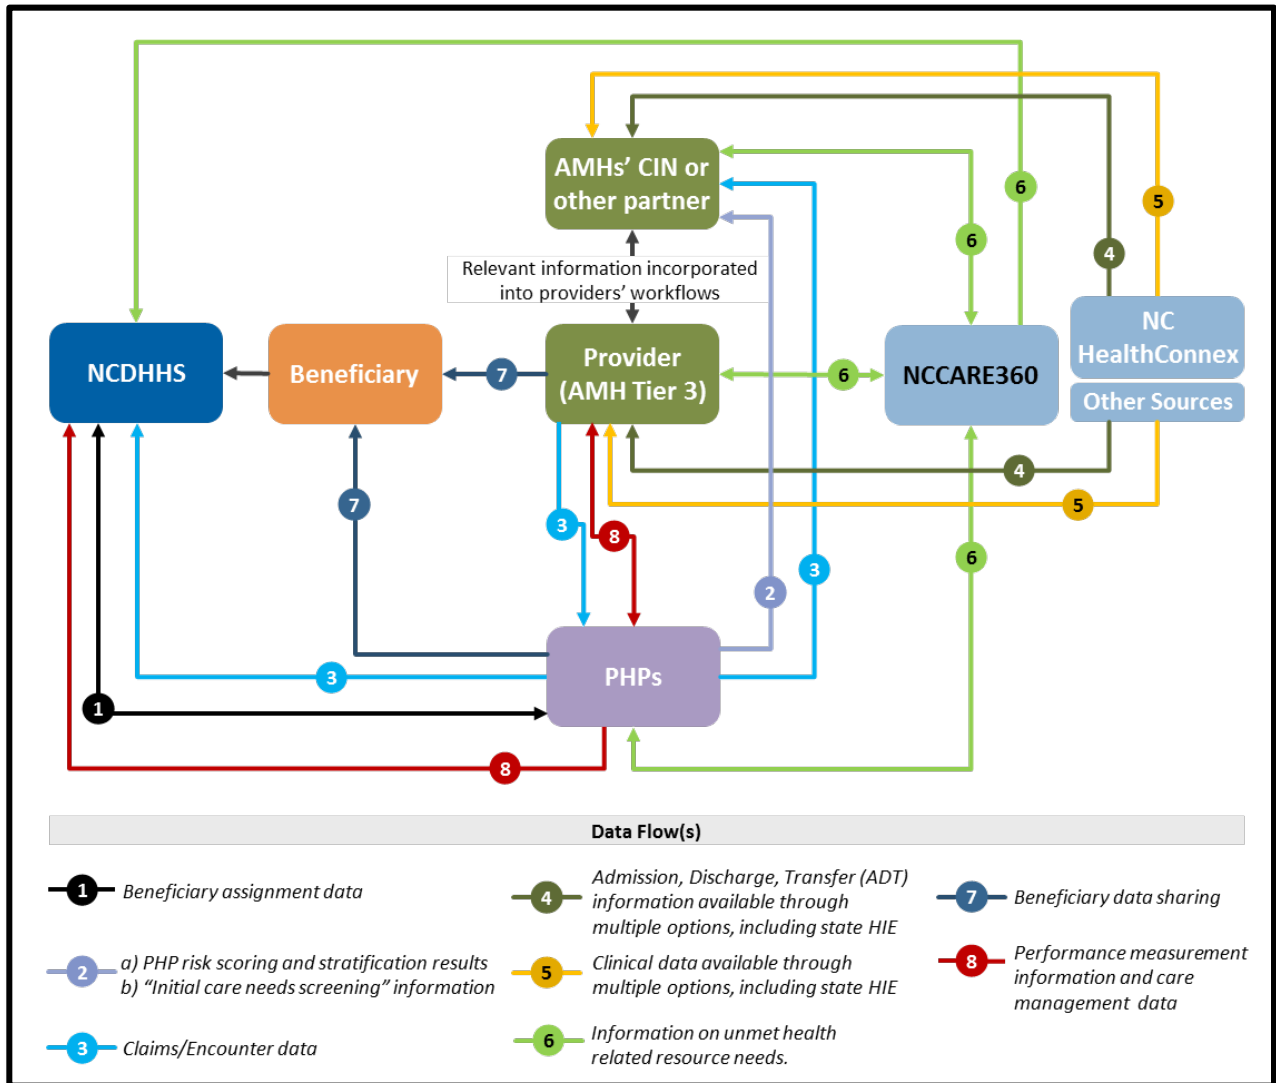 6
5
AMHs' CIN or
other partner
6
4
Relevant information incorporated
into providers' workflows
NCDHHS
Beneficiary
7
Provider
(AMH Tier 3)
6
NCCARE360
NC
HealthConnex
Other Sources
4
7
5
3
8
6
3
2
3
PHPs
1
8
Data Flow(s)
1 Beneficiary assignment data
2 a) PHP risk scoring and stratification results
b) "Initial care needs screening" information
3 Claims/Encounter data
4 Admission, Discharge, Transfer (ADT)
information available through
multiple options, including state HIE
5 Clinical data available through
multiple options, including state HIE
6 Information on unmet health
related resource needs.
7 Beneficiary data sharing
8 Performance measurement
information and care
management data